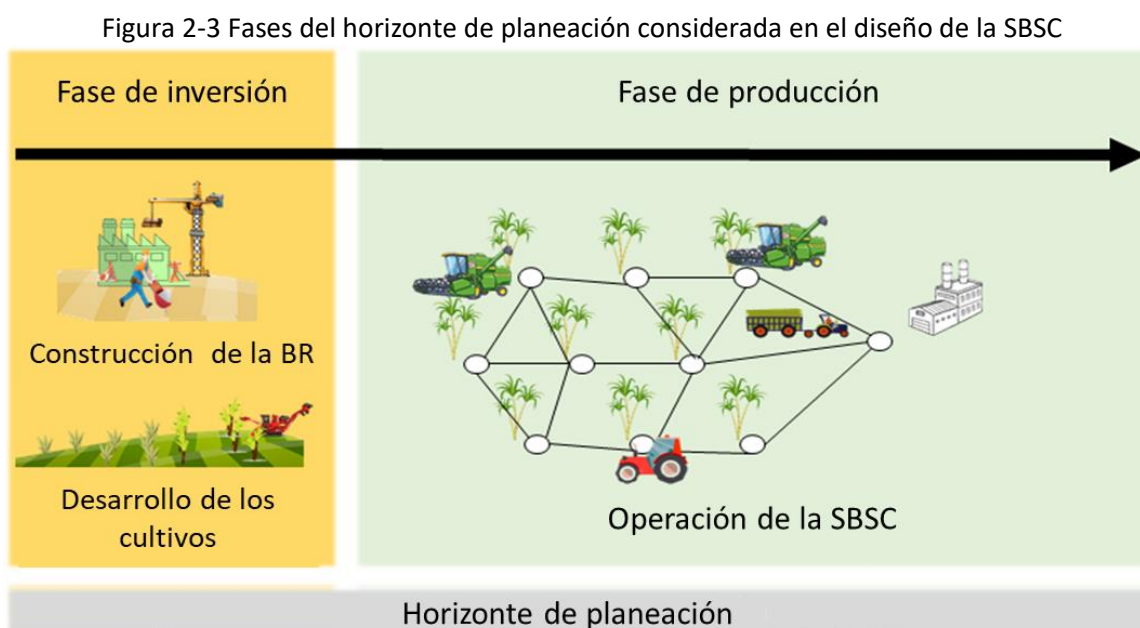 Figura 2-3 Fases del horizonte de planeación considerada en el diseño de la SBSC
Fase de inversión
Fase de producción
Construcción de la BR
Desarrollo de los
cultivos
Operación de la SBSC
Horizonte de planeación